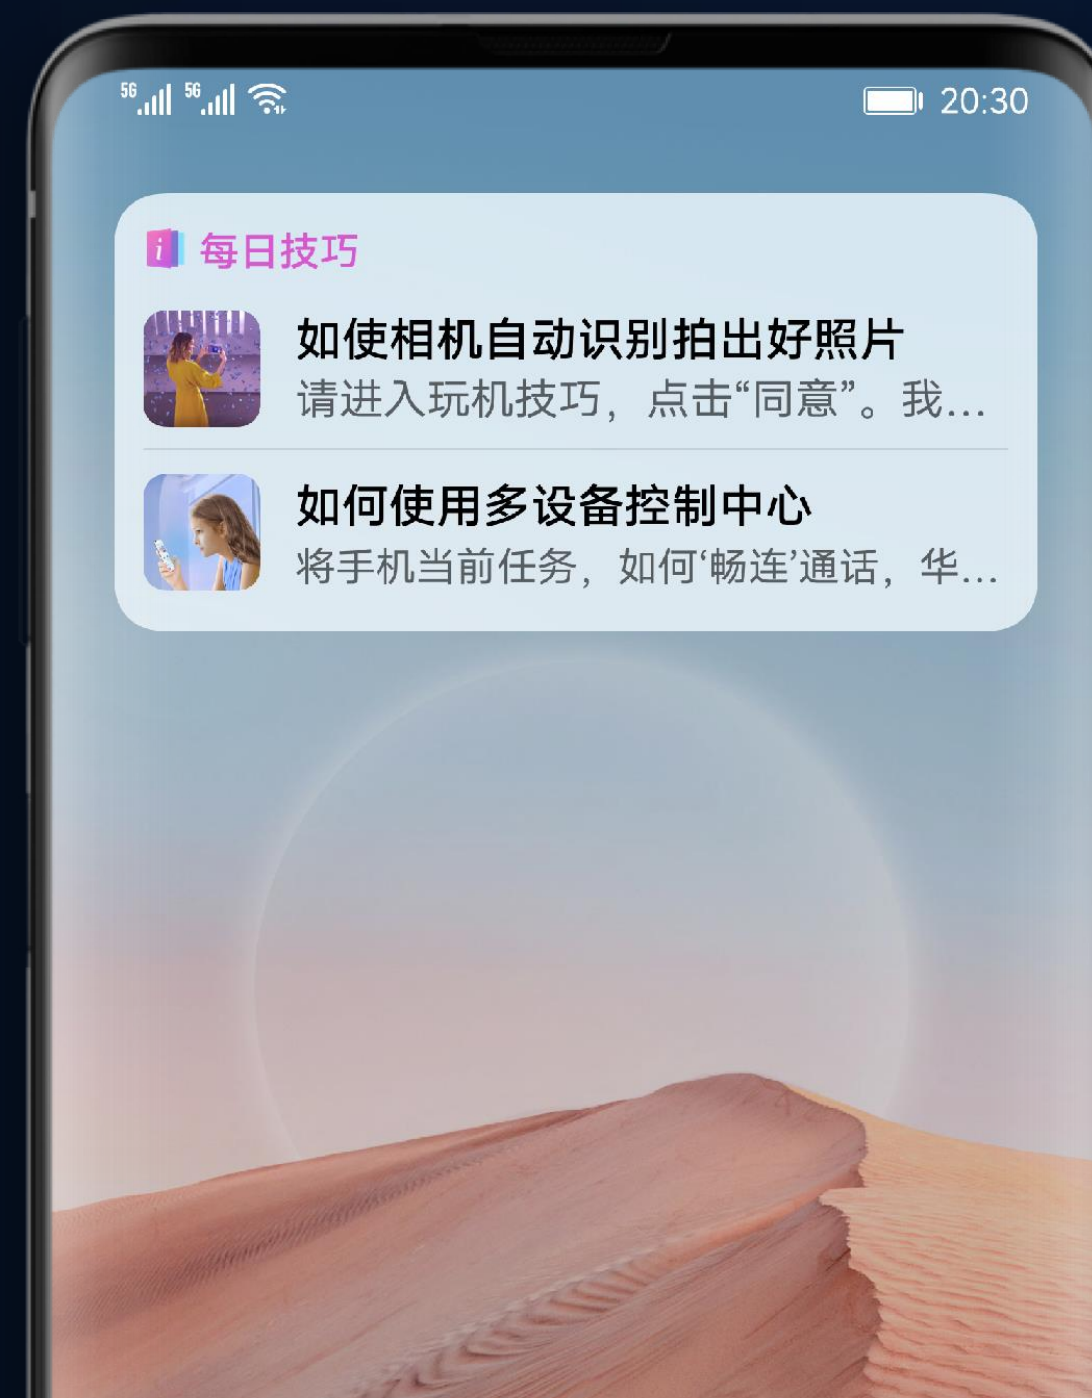 5G 5G 20:30
每日技巧
如使相机自动识别拍出好照片
请进入玩机技巧，点击“同意”。我...
如何使用多设备控制中心
将手机当前任务，如何‘畅连’通话，华...